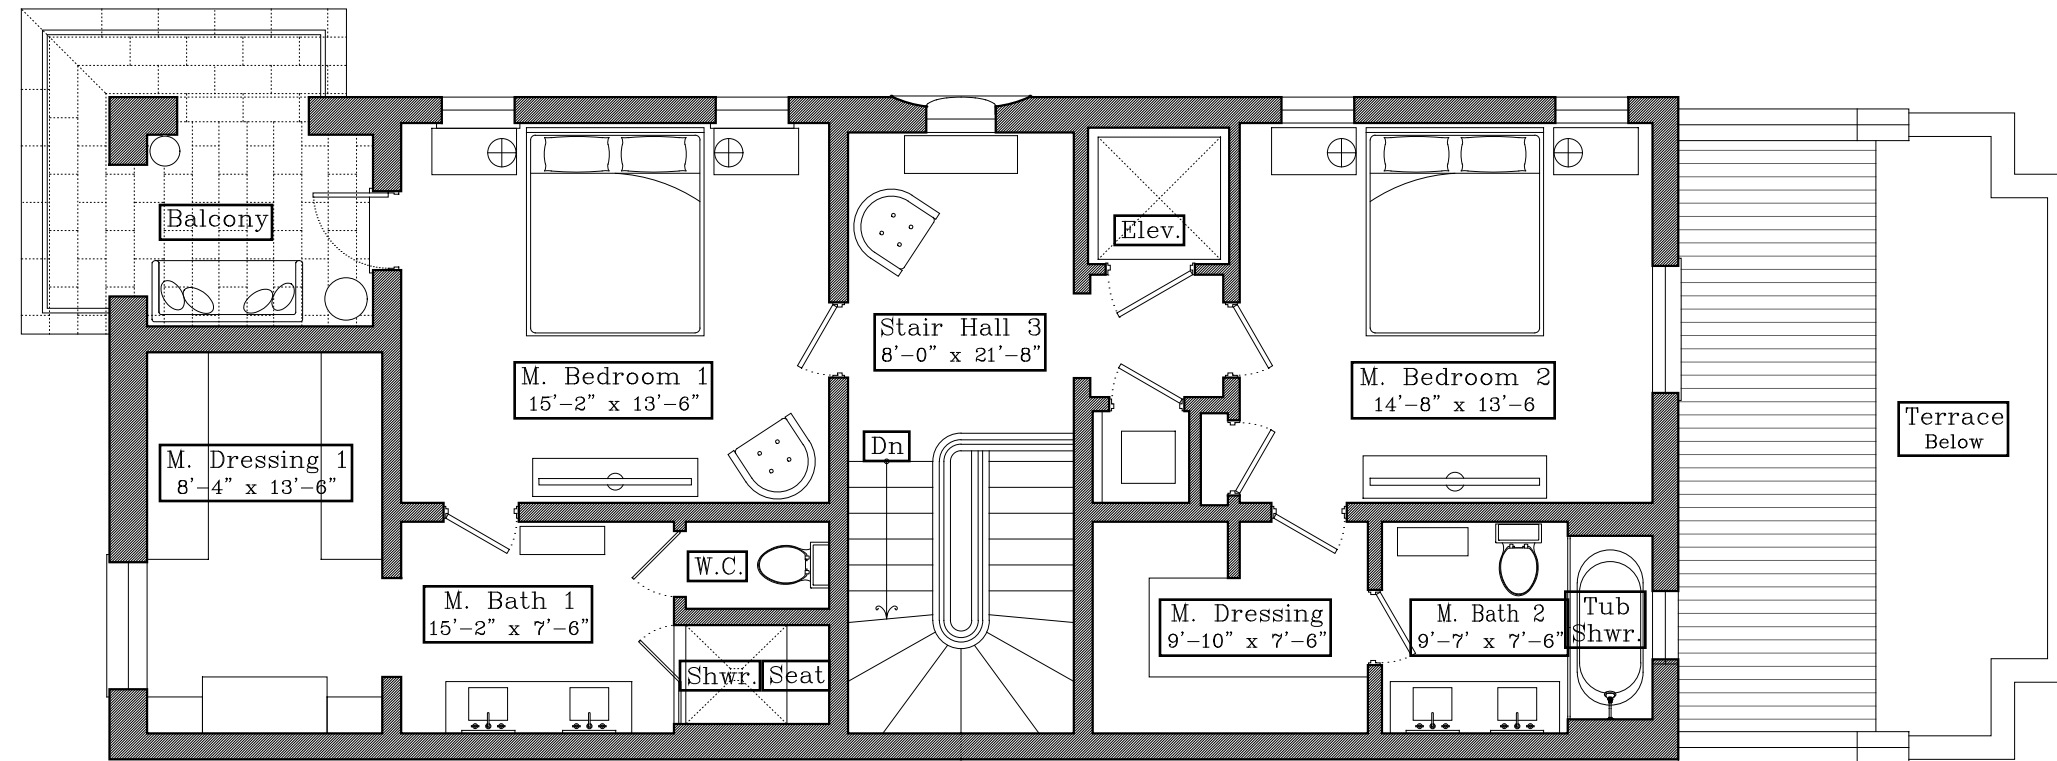 Balcony
Elev.
Stair Hall 3
8'-0" x 21'-8"
M. Bedroom 1
15'-2" x 13'-6"
M. Bedroom 2
14'-8" x 13'-6
Terrace
Below
Dn
M. Dressing 1
8'-4" x 13'-6"
W.C.
M. Bath 1
15'-2" x 7'-6"
M. Dressing
9'-10" x 7'-6"
M. Bath 2
9'-7' x 7'-6"
Tub
Shwr.
Shwr.
Seat